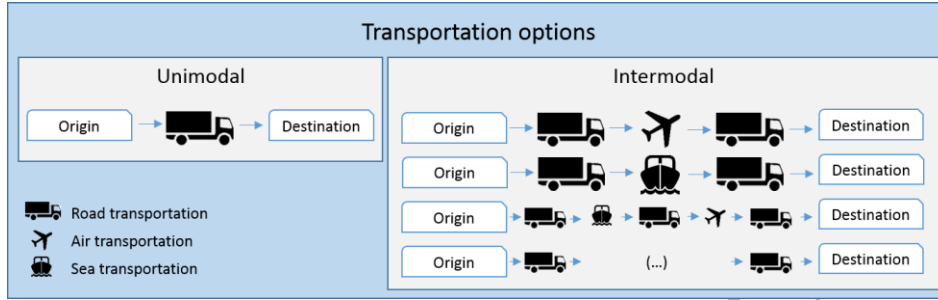 Transportation options
Unimodal
Origin
Destination
Road transportation
Air transportation
Sea transportation
Intermodal
Origin
Destination
Origin
Destination
Origin
Destination
Origin
(...)
Destination